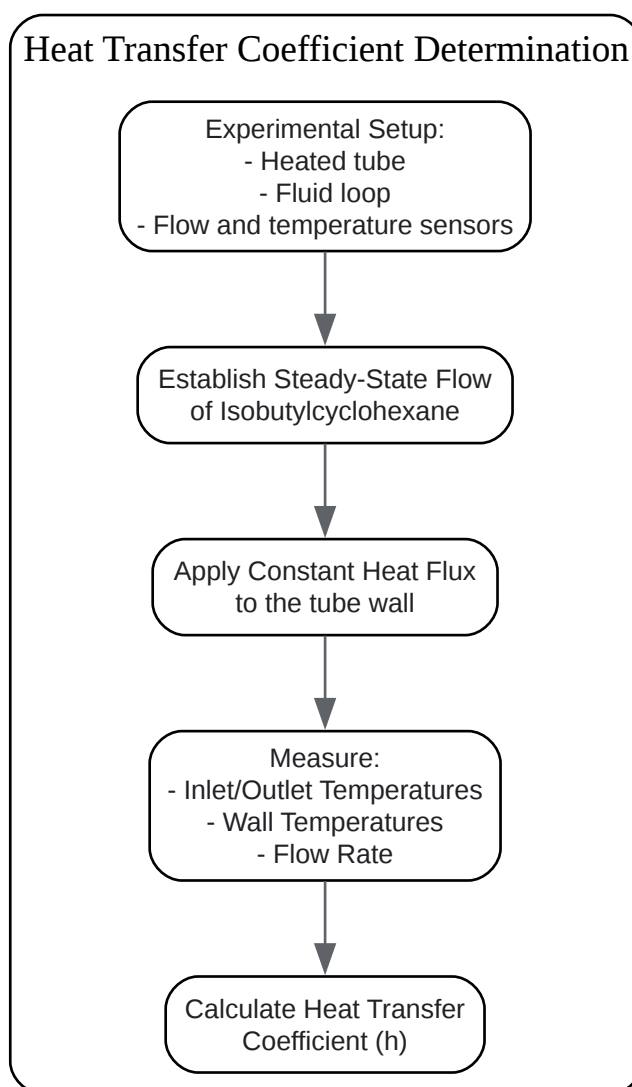 Heat Transfer Coefficient Determination
Experimental Setup:
- Heated tube
- Fluid loop
- Flow and temperature sensors
Establish Steady-State Flow
of Isobutylcyclohexane
Apply Constant Heat Flux
to the tube wall
Measure:
- Inlet/Outlet Temperatures
- Wall Temperatures
- Flow Rate
Calculate Heat Transfer
Coefficient (h)